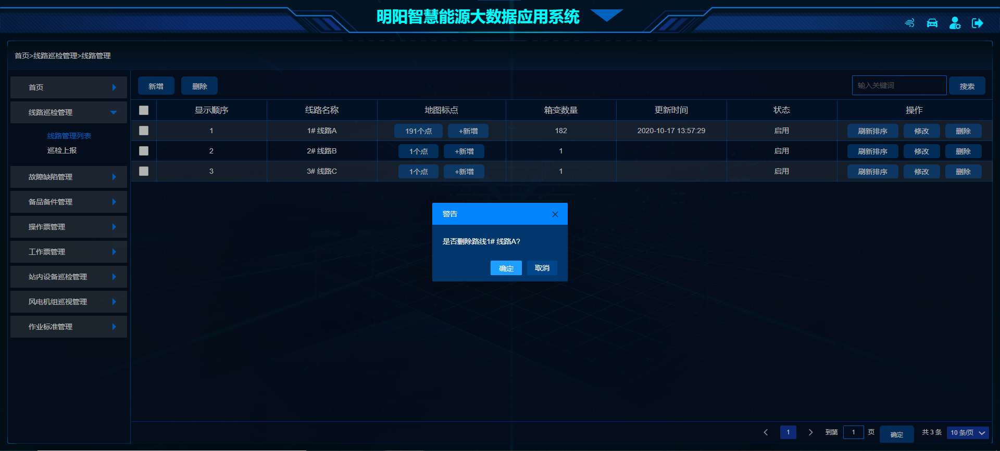 明阳智慧能源大数据应用系统
首页>线路巡检管理>线路管理
首页
线路巡检管理
线路管理列表
巡检上报
故障缺陷管理
备品备件管理
操作票管理
工作票管理
站内设备巡检管理
风电机组巡视管理
作业标准管理
新增 删除 输入关键词 搜索
显示顺序 线路名称 地图标点 箱变数量 更新时间 状态 操作
1 1# 线路A 191个点 +新增 182 2020-10-17 13:57:29 启用 刷新排序 修改 删除
2 2# 线路B 1个点 +新增 1 启用 刷新排序 修改 删除
3 3# 线路C 1个点 +新增 1 启用 刷新排序 修改 删除
警告
是否删除路线1# 线路A?
确定 取消
1 到第 1 页 确定 共 3 条 10 条/页